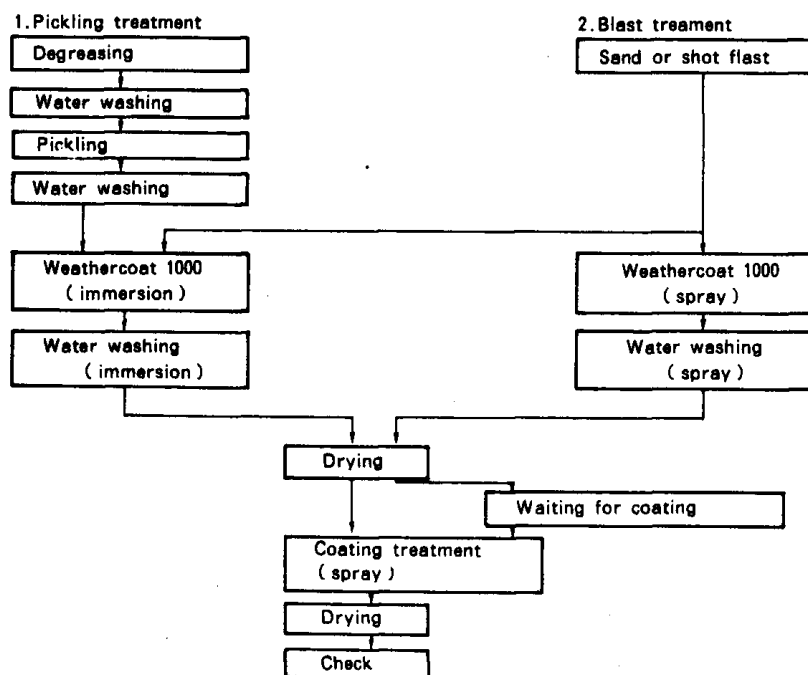 1.Pickling treatment
Degreasing
Water washing
Pickling
Water washing
Weathercoat 1000
(immersion)
Water washing
(immersion)
2.Blast treament
Sand or shot flast
Weathercoat 1000
(spray)
Water washing
(spray)
Drying
Waiting for coating
Coating treatment
(spray)
Drying
Check